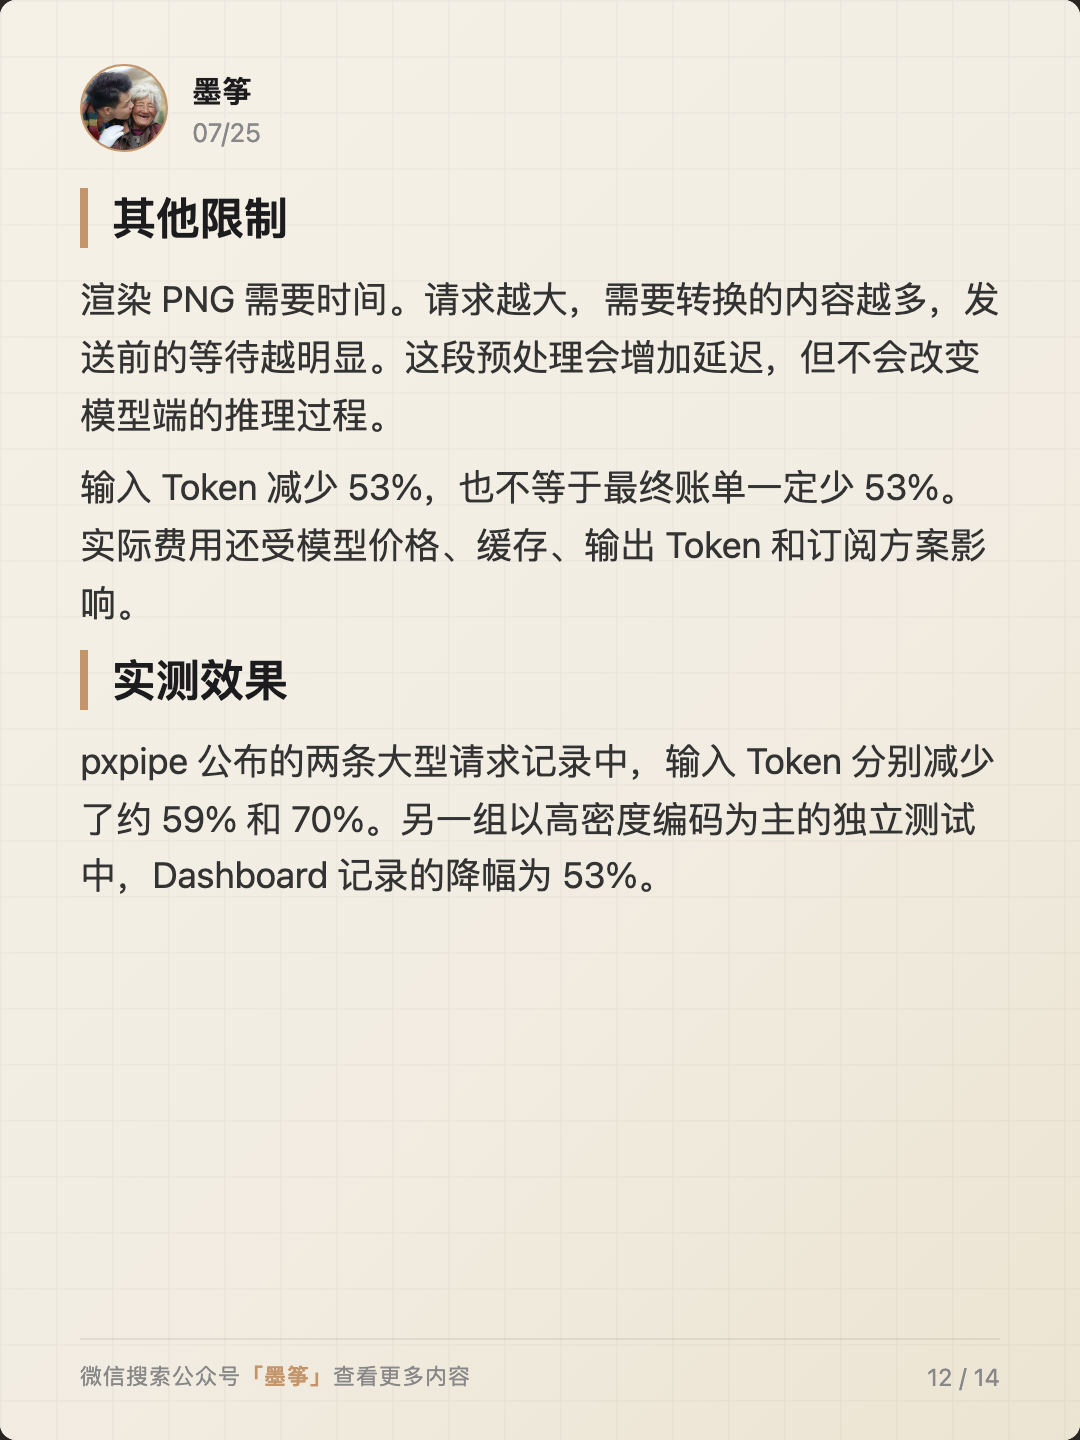 墨筝
07/25
其他限制
渲染 PNG 需要时间。请求越大，需要转换的内容越多，发
送前的等待越明显。这段预处理会增加延迟，但不会改变
模型端的推理过程。
输入 Token 减少 53%，也不等于最终账单一定少 53%。
实际费用还受模型价格、缓存、输出 Token 和订阅方案影
响。
实测效果
pxpipe 公布的两条大型请求记录中，输入 Token 分别减少
了约 59% 和 70%。另一组以高密度编码为主的独立测试
中，Dashboard 记录的降幅为 53%。
微信搜索公众号「墨筝」查看更多内容
12 / 14